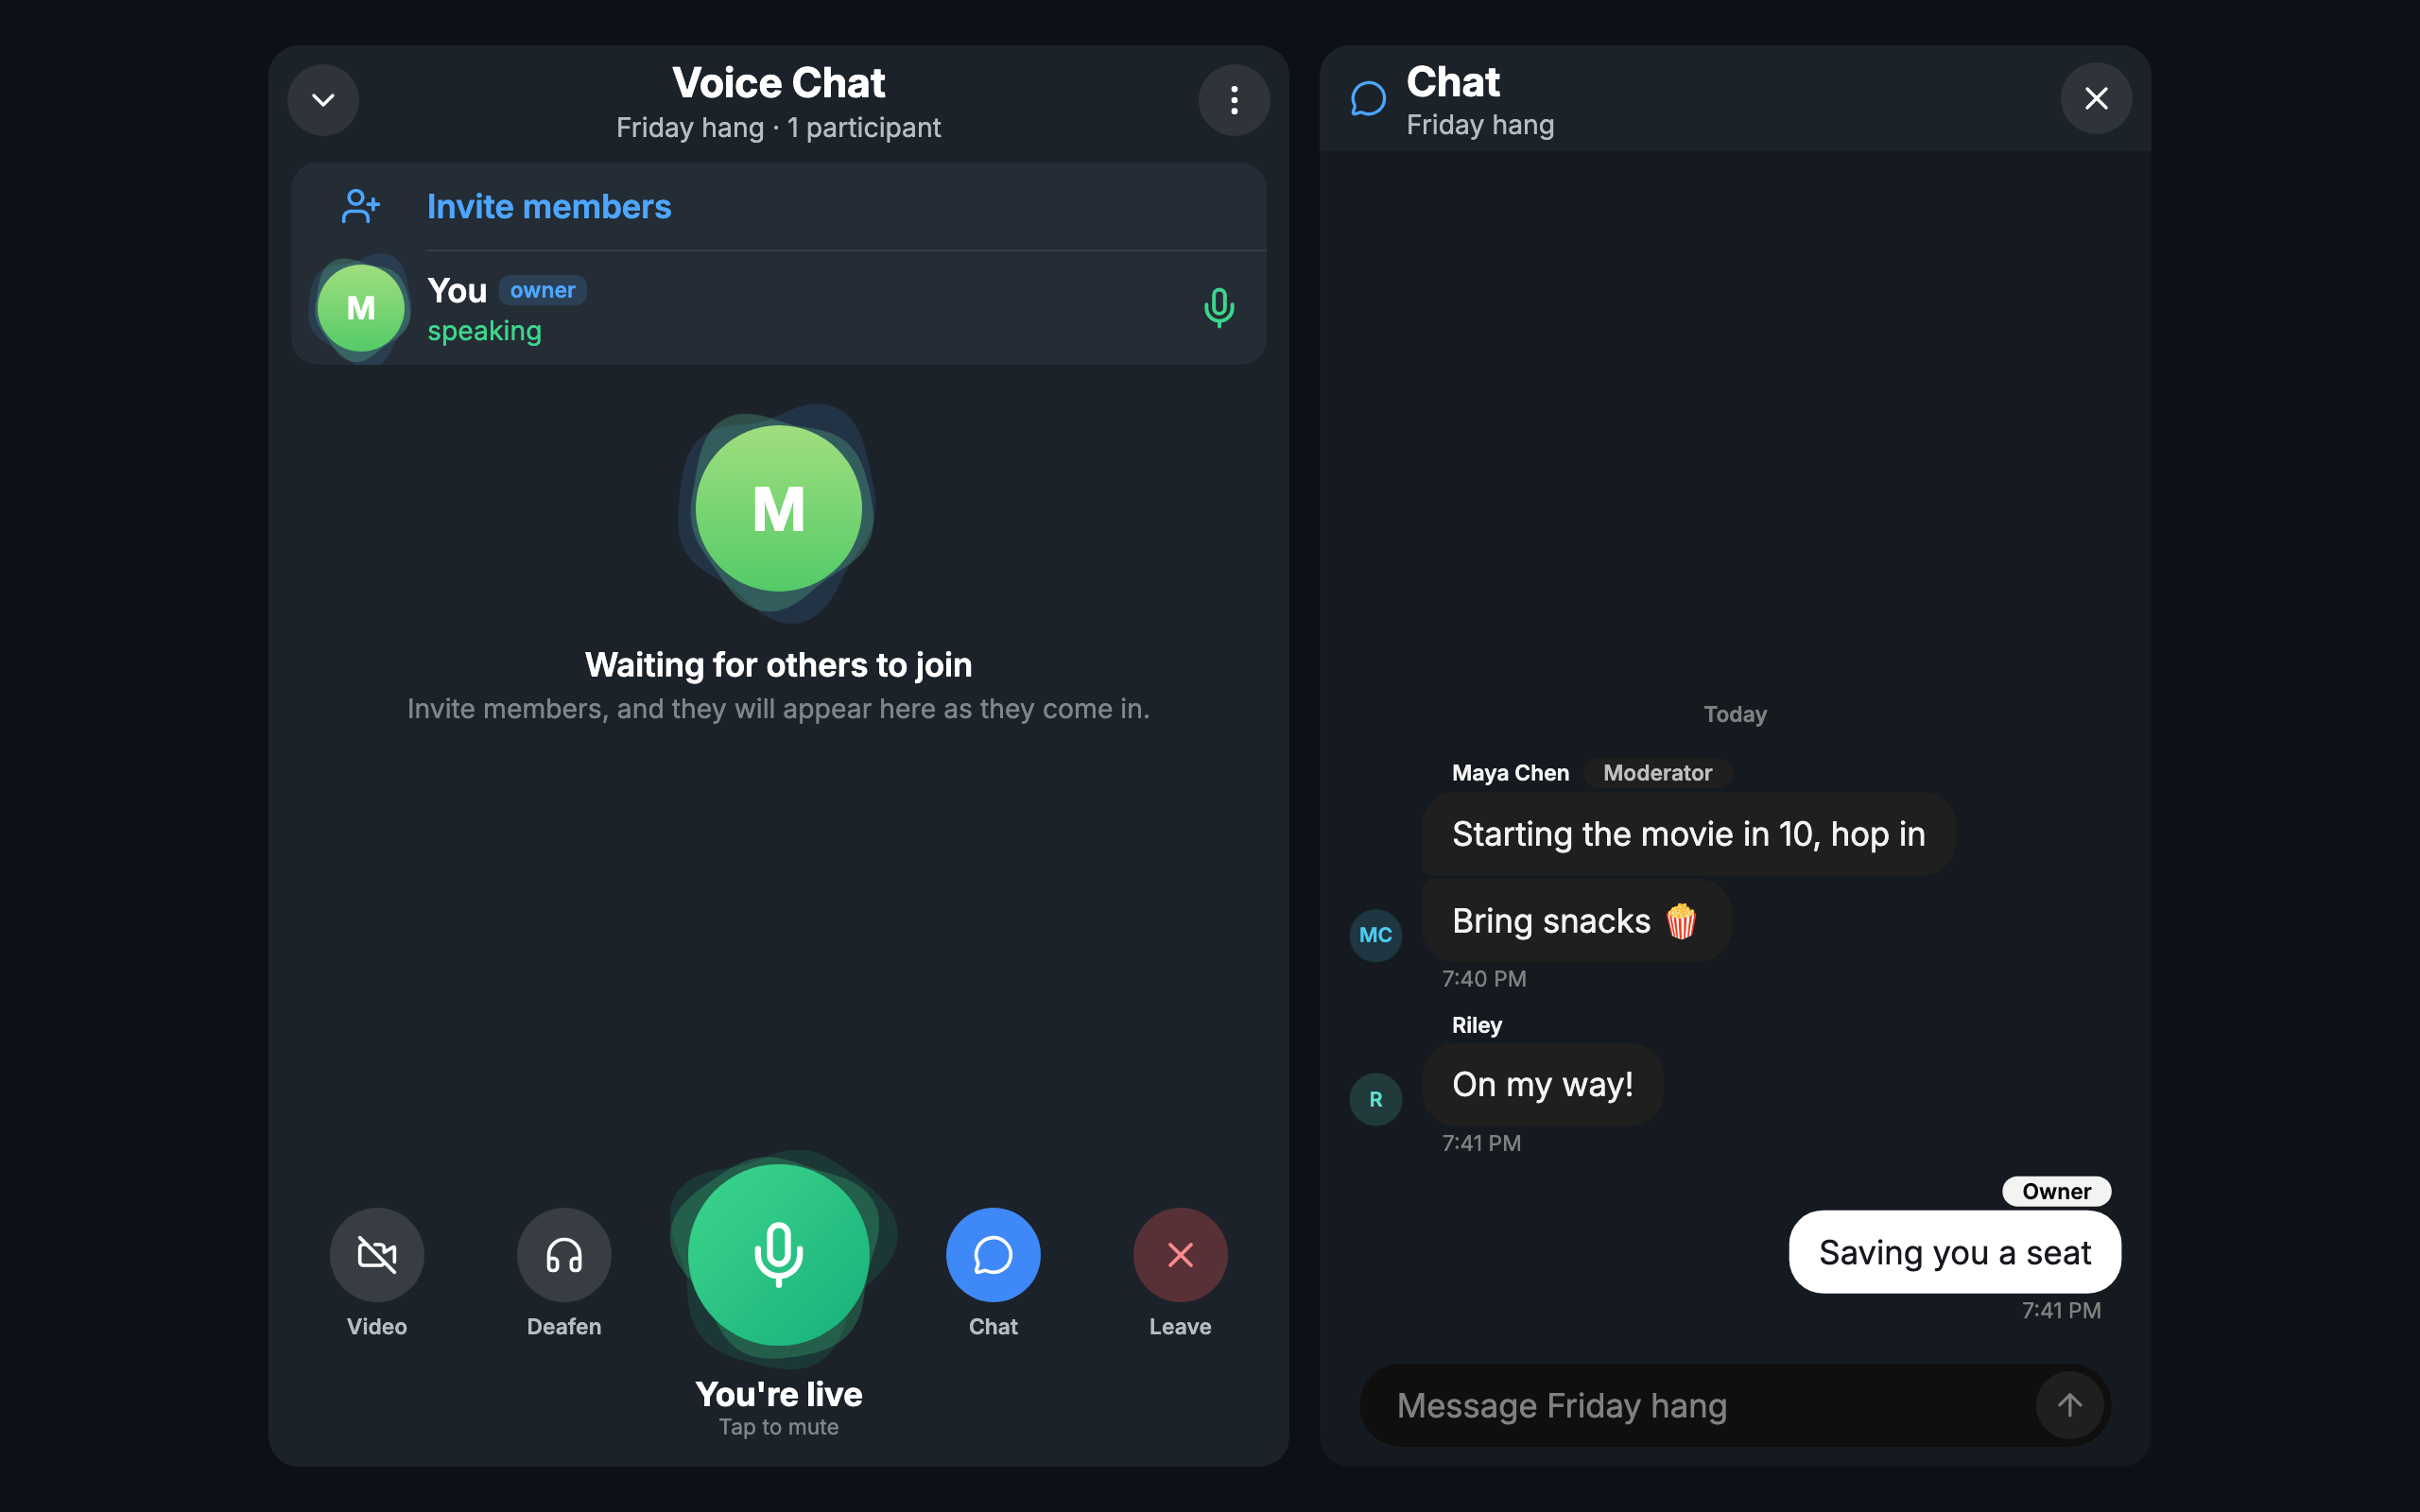 Voice Chat
Friday hang · 1 participant
Invite members
M
You owner
speaking
M
Waiting for others to join
Invite members, and they will appear here as they come in.
Video
Deafen
Chat
Leave
You're live
Tap to mute
Chat
Friday hang
Today
Maya Chen Moderator
Starting the movie in 10, hop in
Bring snacks 🍿
MC
7:40 PM
Riley
On my way!
R
7:41 PM
Owner
Saving you a seat
7:41 PM
Message Friday hang